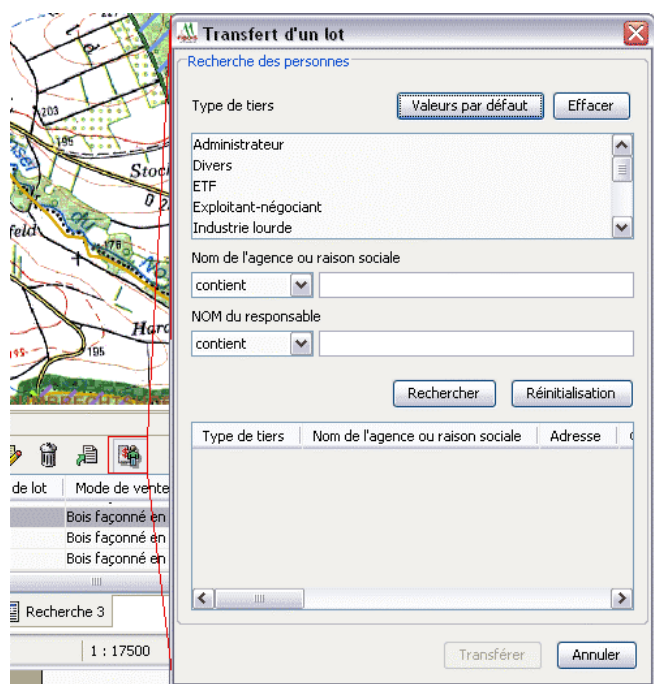 227
203
195
Stoc
178
feld
No
Hard
195
195
de lot Mode de vente
Bois façonné en
Bois façonné en
Bois façonné en
Recherche 3
1 : 17500
Transfert d'un lot
Recherche des personnes
Type de tiers Valeurs par défaut Effacer
Administrateur
Divers
ETF
Exploitant-négociant
Industrie lourde
Nom de l'agence ou raison sociale
contient
NOM du responsable
contient
Rechercher Réinitialisation
Type de tiers Nom de l'agence ou raison sociale Adresse
Transférer Annuler